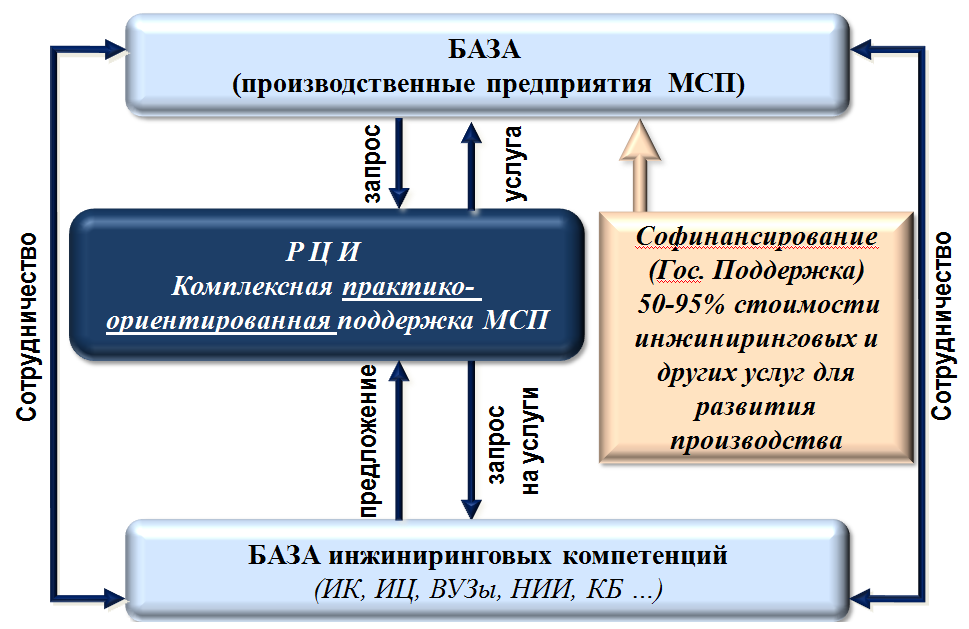 БАЗА
(производственные предприятия МСП)
запрос
услуга
Сотрудничество
Р Ц И
Комплексная практико-
ориентированная поддержка МСП
Софинансирование
(Гос. Поддержка)
50-95% стоимости
инжиниринговых и
других услуг для
развития
производства
Сотрудничество
предложение
запрос
на услуги
БАЗА инжиниринговых компетенций
(ИК, ИЦ, ВУЗы, НИИ, КБ ...)